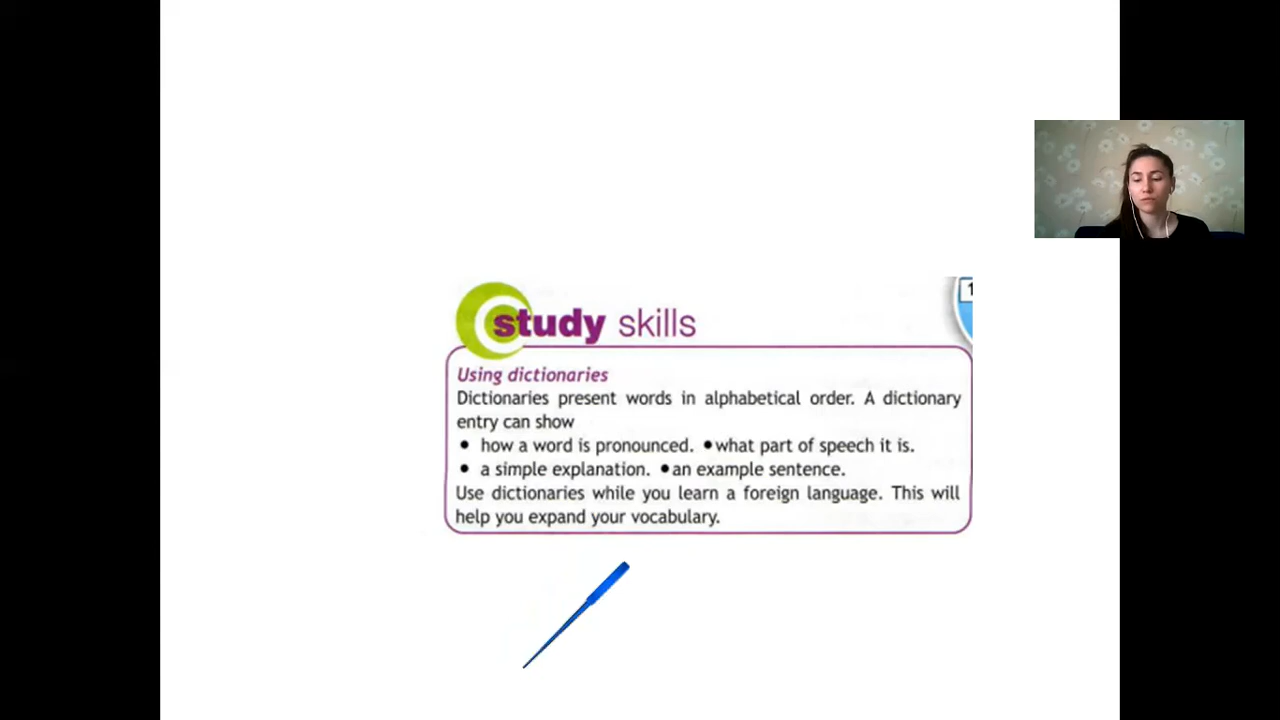 1
study skills
Using dictionaries
Dictionaries present words in alphabetical order. A dictionary
entry can show
• how a word is pronounced. • what part of speech it is.
• a simple explanation. • an example sentence.
Use dictionaries while you learn a foreign language. This will
help you expand your vocabulary.